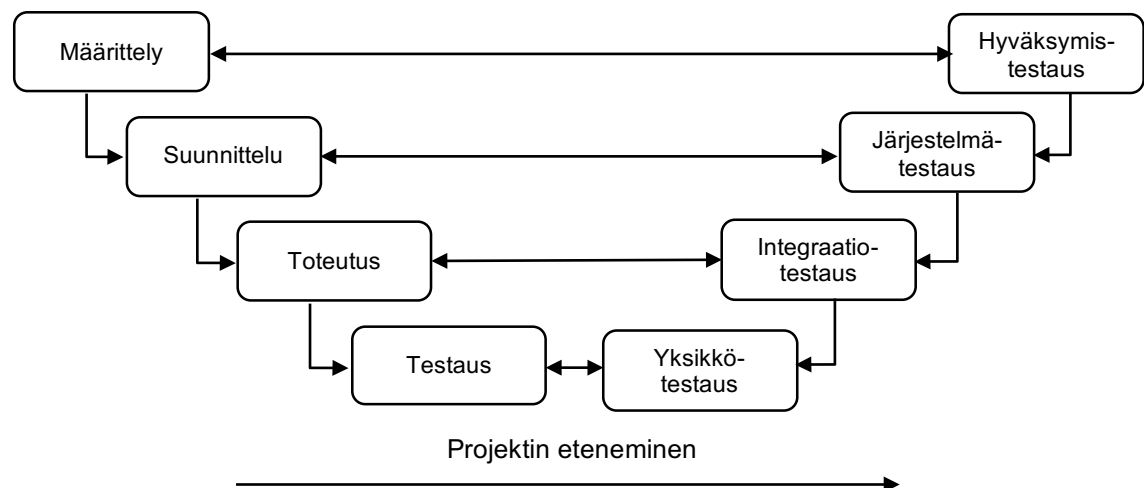 Määrittely
Hyväksymis-
testaus
Suunnittelu
Järjestelmä-
testaus
Toteutus
Integraatio-
testaus
Testaus
Yksikkö-
testaus
Projektin eteneminen